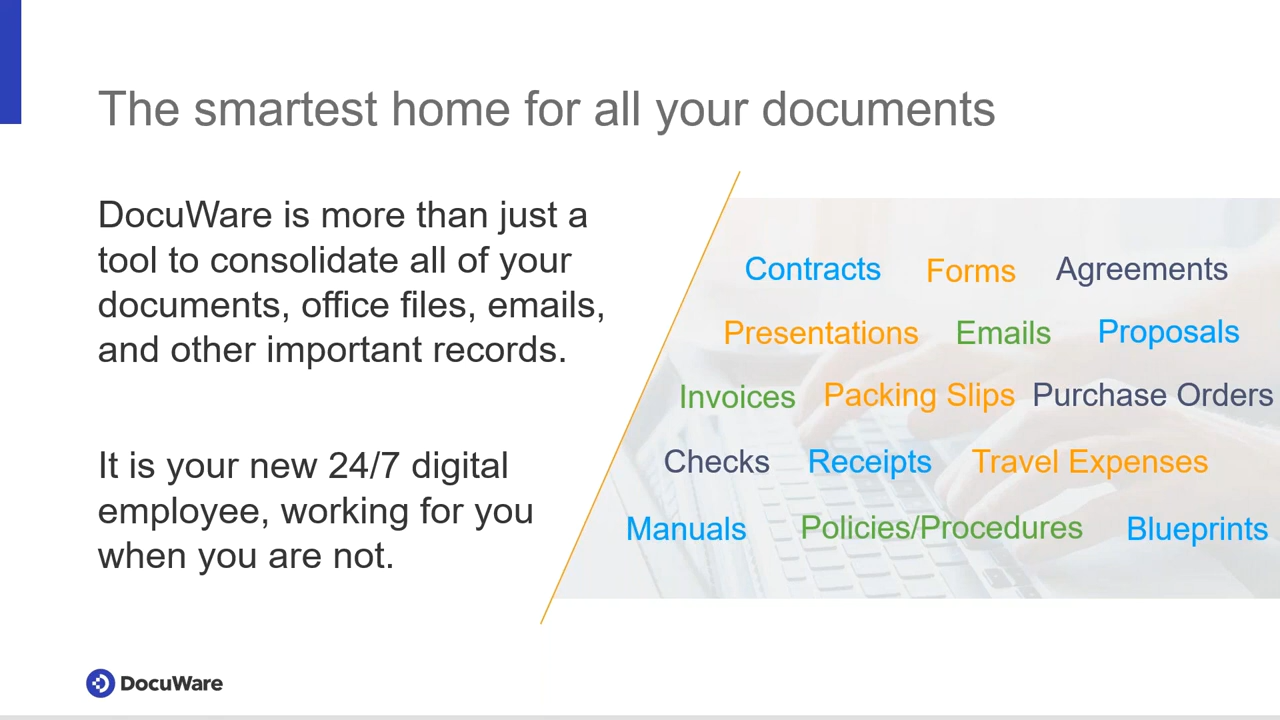 The smartest home for all your documents
DocuWare is more than just a
tool to consolidate all of your
documents, office files, emails,
and other important records.
It is your new 24/7 digital
employee, working for you
when you are not.
Contracts Forms Agreements
Presentations Emails Proposals
Invoices Packing Slips Purchase Orders
Checks Receipts Travel Expenses
Manuals Policies/Procedures Blueprints
DocuWare